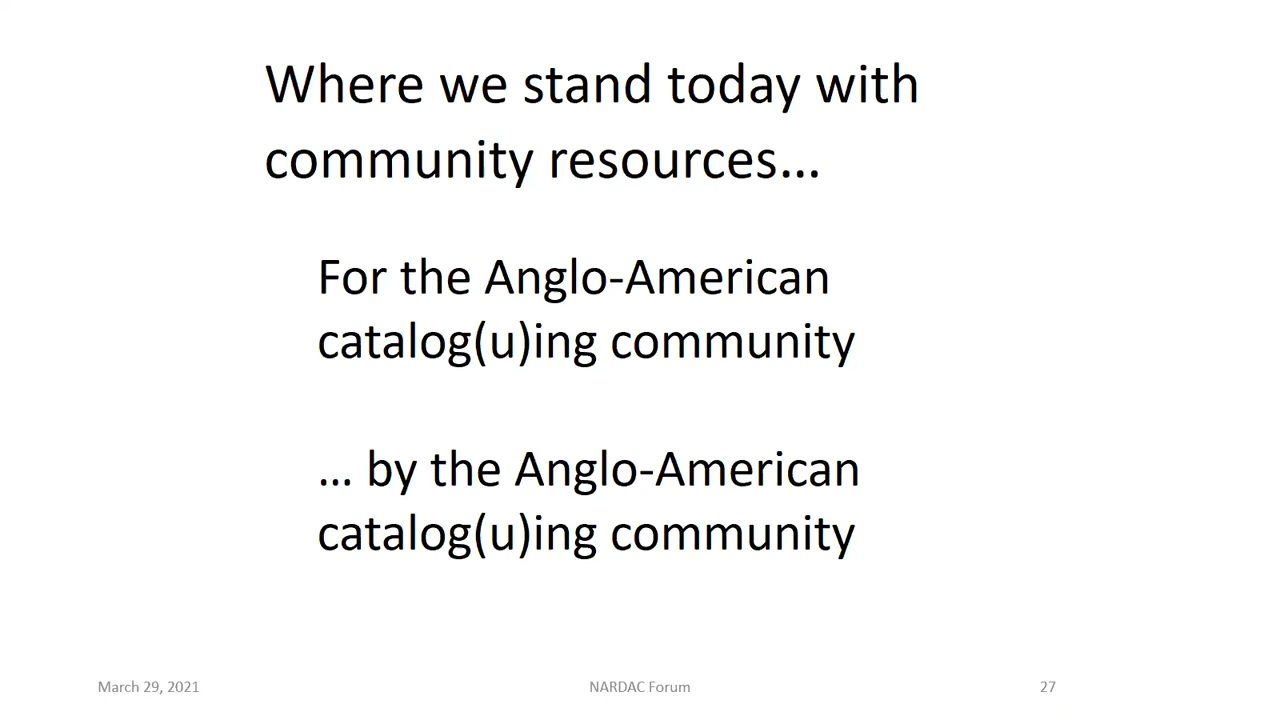 Where we stand today with
community resources…
For the Anglo-American
catalog(u)ing community
… by the Anglo-American
catalog(u)ing community
March 29, 2021
NARDAC Forum
27